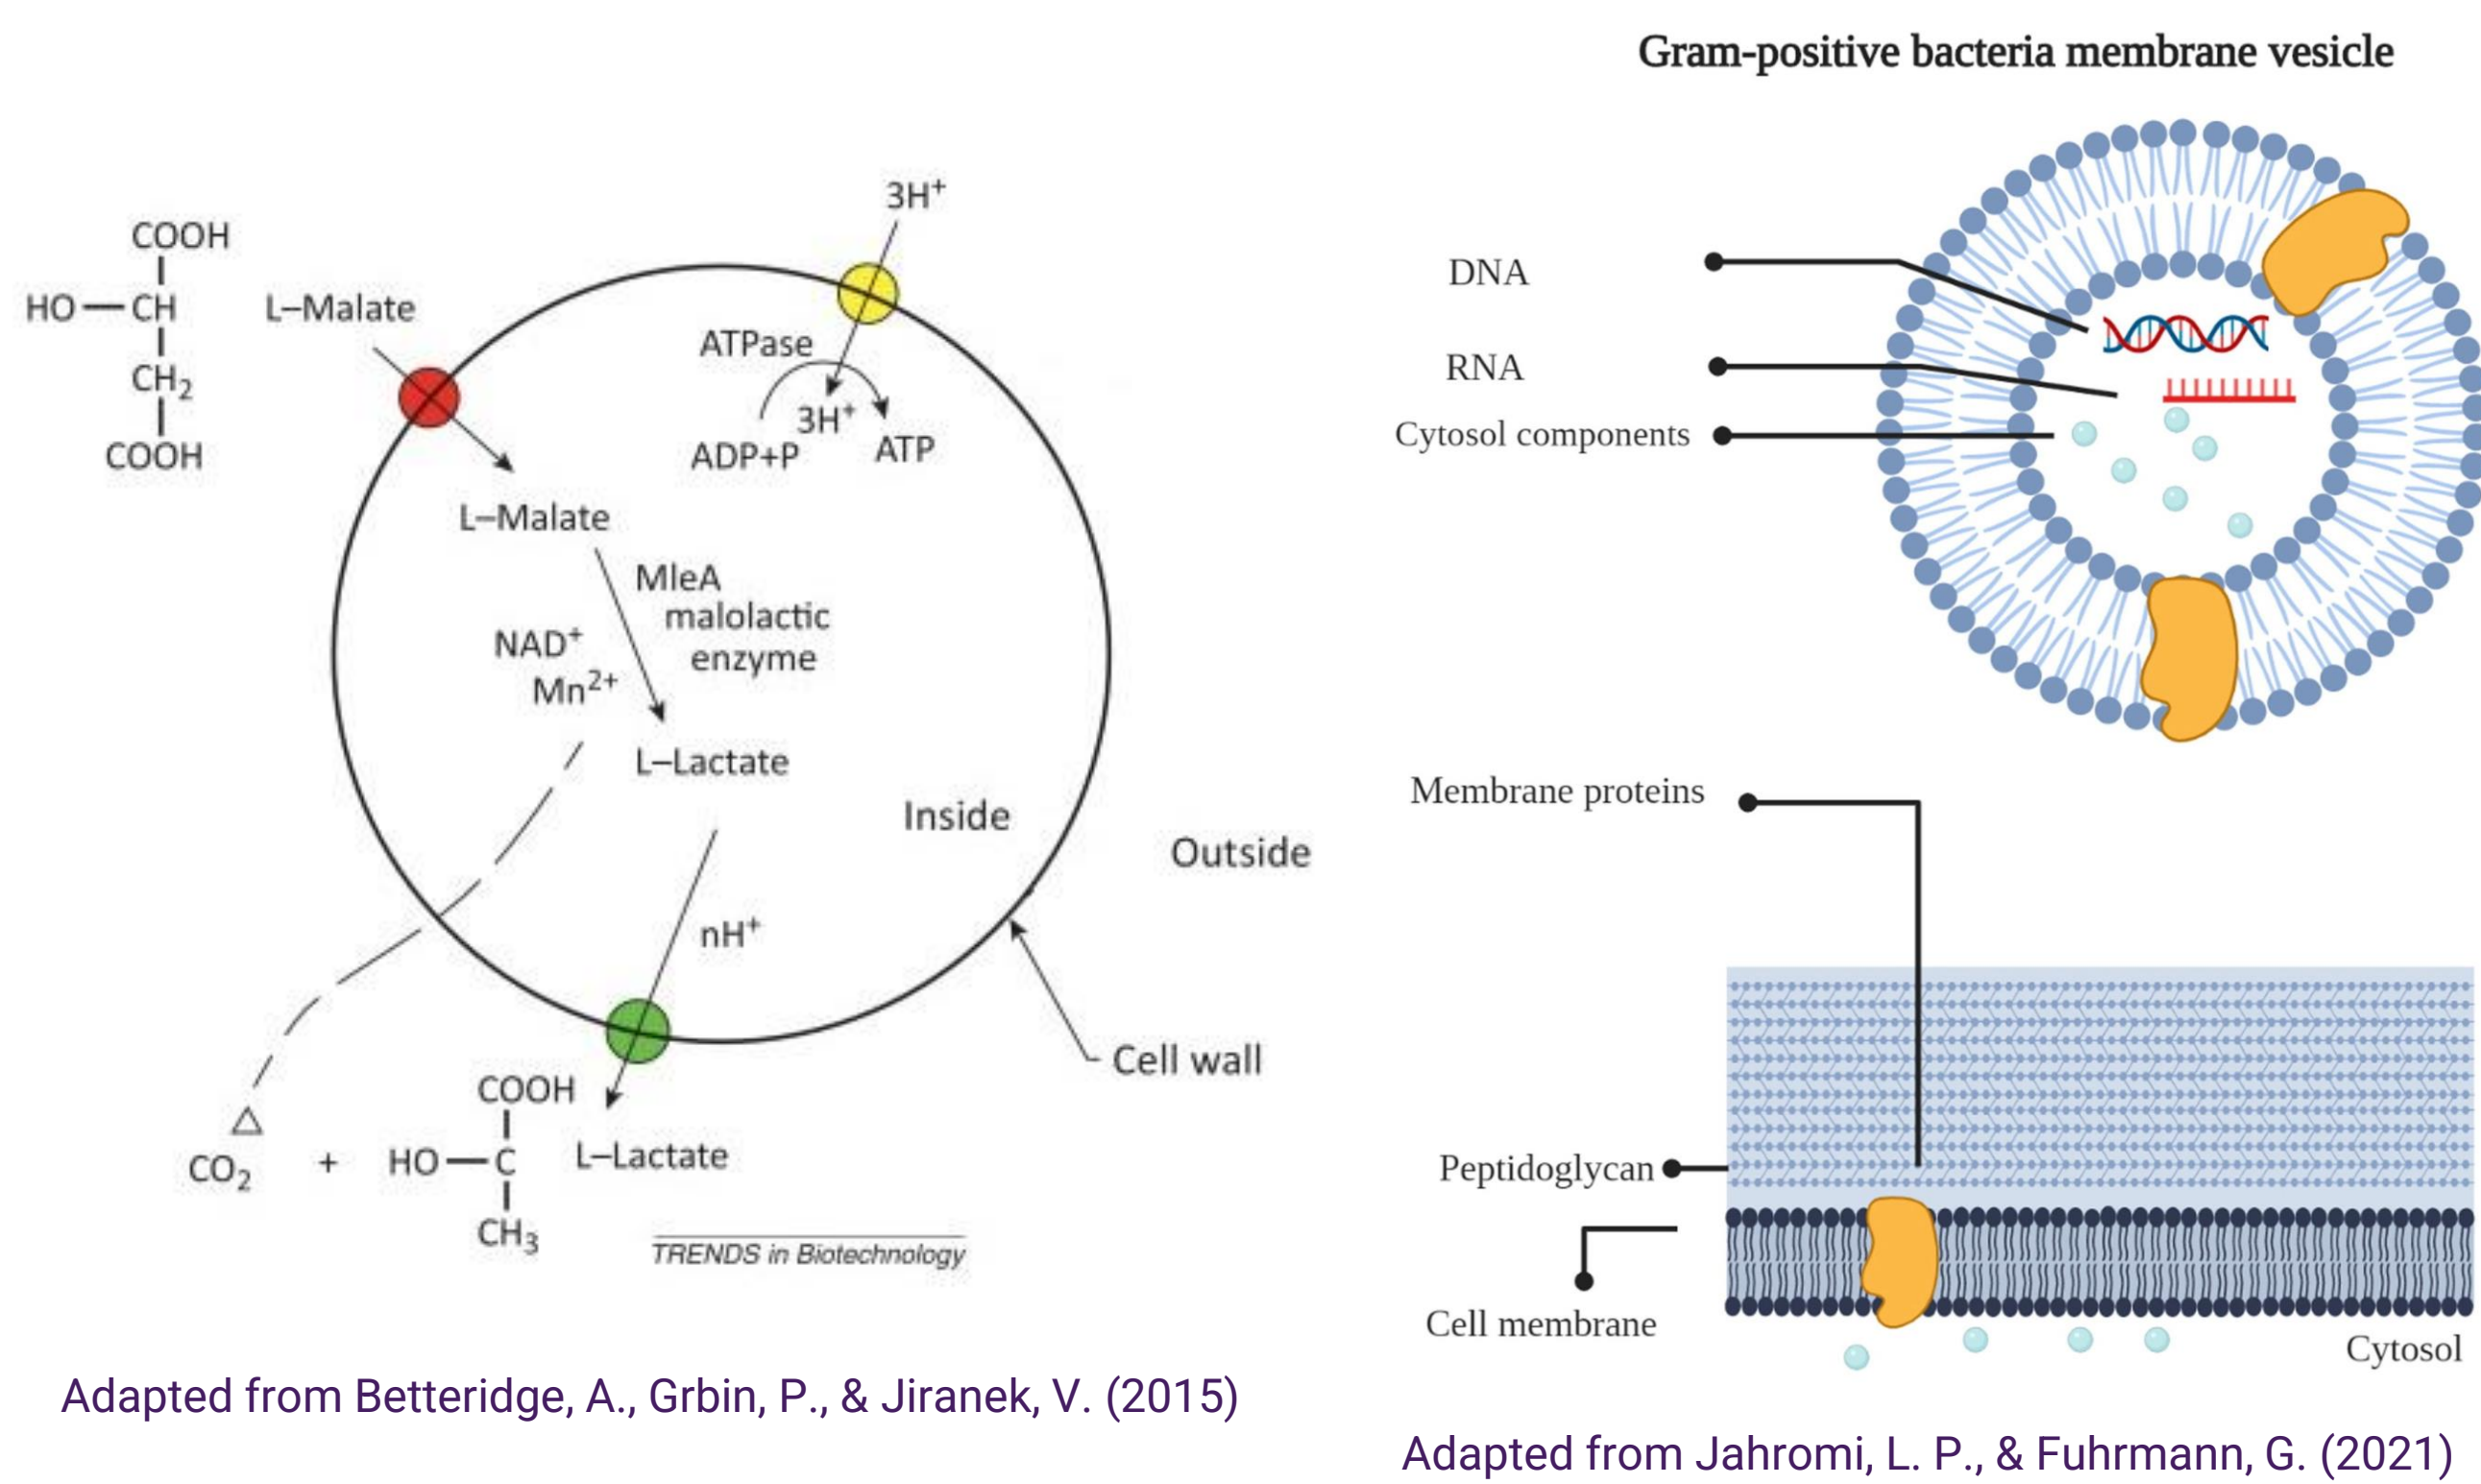 Gram-positive bacteria membrane vesicle
3H⁺
COOH
HO—CH
CH₂
COOH
L–Malate
ATPase
3H⁺
ADP+P
ATP
L–Malate
MleA
malolactic
enzyme
NAD⁺
Mn²⁺
L–Lactate
Inside
Outside
nH⁺
Cell wall
CO₂
+
COOH
HO—C
CH₃
L–Lactate
TRENDS in Biotechnology
Adapted from Betteridge, A., Grbin, P., & Jiranek, V. (2015)
DNA
RNA
Cytosol components
Membrane proteins
Peptidoglycan
Cell membrane
Cytosol
Adapted from Jahromi, L. P., & Fuhrmann, G. (2021)